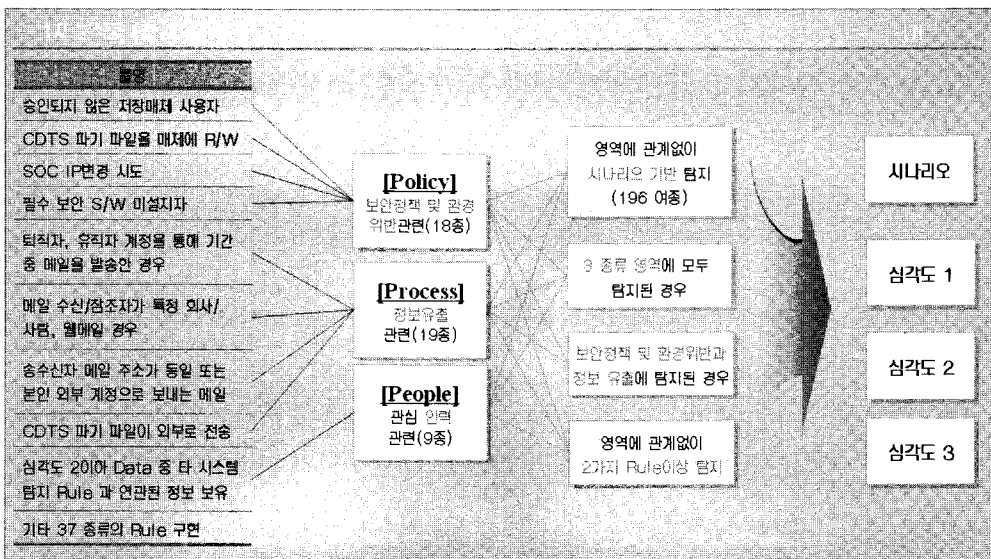 승인되지 않은 저장매체 사용자
CDTS 파기 파일을 매체에 R/W
SOC IP변경 시도
필수 보안 S/W 미설치자
퇴직자, 휴직자 계정을 통해 기간
중 메일을 발송한 경우
메일 수신/참조자가 특정 회사/
사람, 웹메일 경우
송수신자 메일 주소가 동일 또는
본인 외부 계정으로 보내는 메일
CDTS 파기 파일이 외부로 전송
심각도 2이하 Data 중 타 시스템
탐지 Rule 과 연관된 정보 보유
기타 37 종류의 Rule 구현
[Policy]
보안정책 및 환경
위반관련(18종)
[Process]
정보유출
관련(19종)
[People]
관심 인력
관련(9종)
영역에 관계없이
시나리오 기반 탐지
(196 여종)
3 종류 영역에 모두
탐지된 경우
보안정책 및 환경위반과
정보 유출에 탐지된 경우
영역에 관계없이
2가지 Rule이상 탐지
시나리오
심각도 1
심각도 2
심각도 3